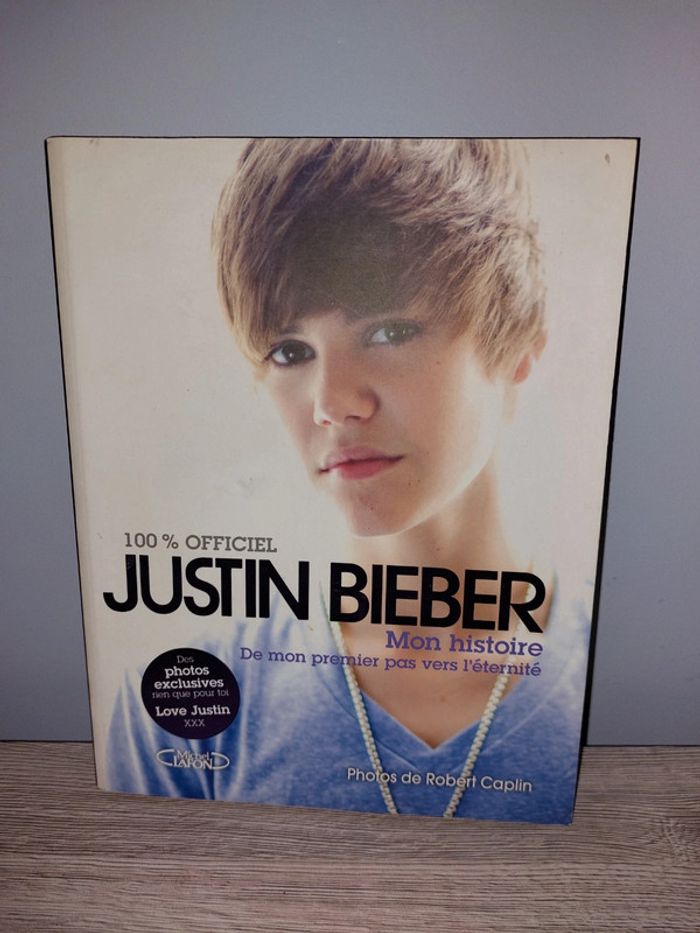 100 % OFFICIEL
JUSTIN BIEBER
Mon histoire
De mon premier pas vers l'éternité
Des
photos
exclusives
rien que pour toi
Love Justin
XXX
Michel
LAFON
Photos de Robert Caplin